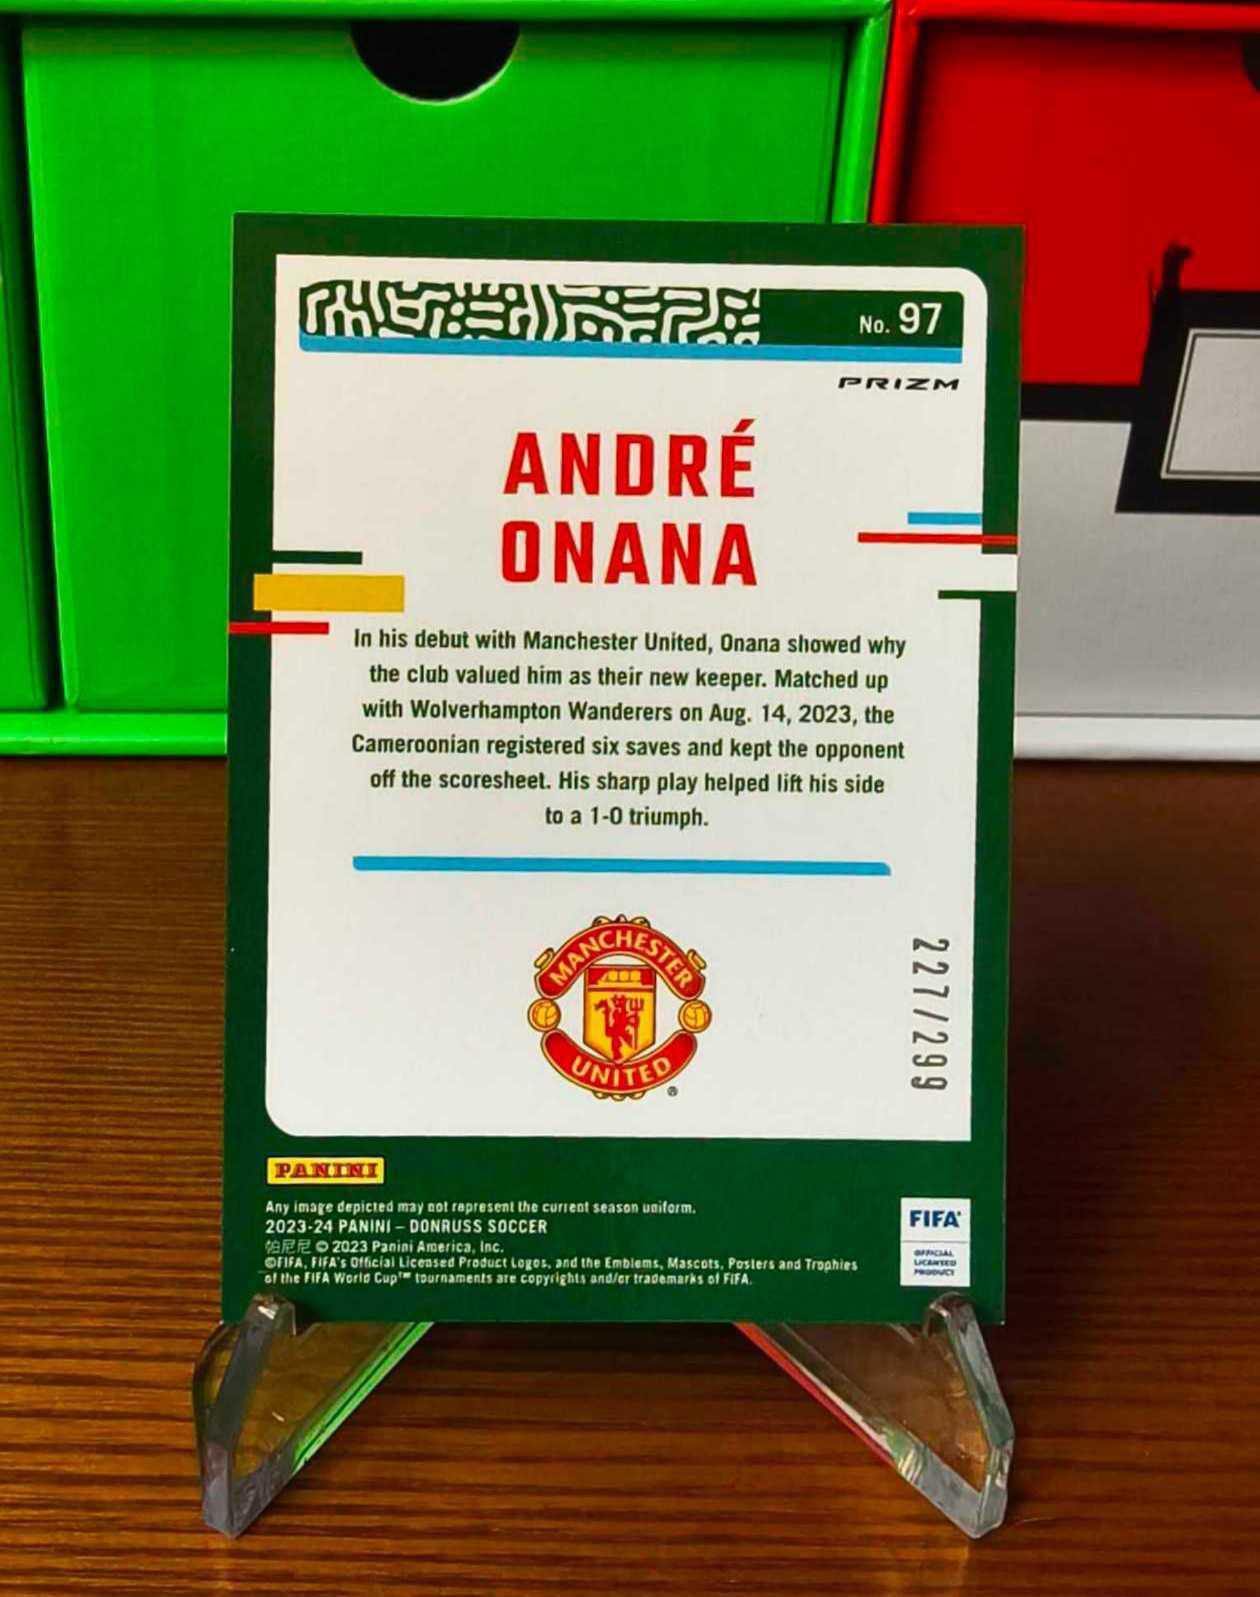 No. 97
PRIZM
ANDRÉ
ONANA
In his debut with Manchester United, Onana showed why
the club valued him as their new keeper. Matched up
with Wolverhampton Wanderers on Aug. 14, 2023, the
Cameroonian registered six saves and kept the opponent
off the scoresheet. His sharp play helped lift his side
to a 1-0 triumph.
MANCHESTER
UNITED
®
227/299
PANINI
Any image depicted may not represent the current season uniform.
2023-24 PANINI – DONRUSS SOCCER
帕尼尼 © 2023 Panini America, Inc.
©FIFA, FIFA's Official Licensed Product Logos, and the Emblems, Mascots, Posters and Trophies
of the FIFA World Cup™ tournaments are copyrights and/or trademarks of FIFA.
FIFA
OFFICIAL
LICENSED
PRODUCT